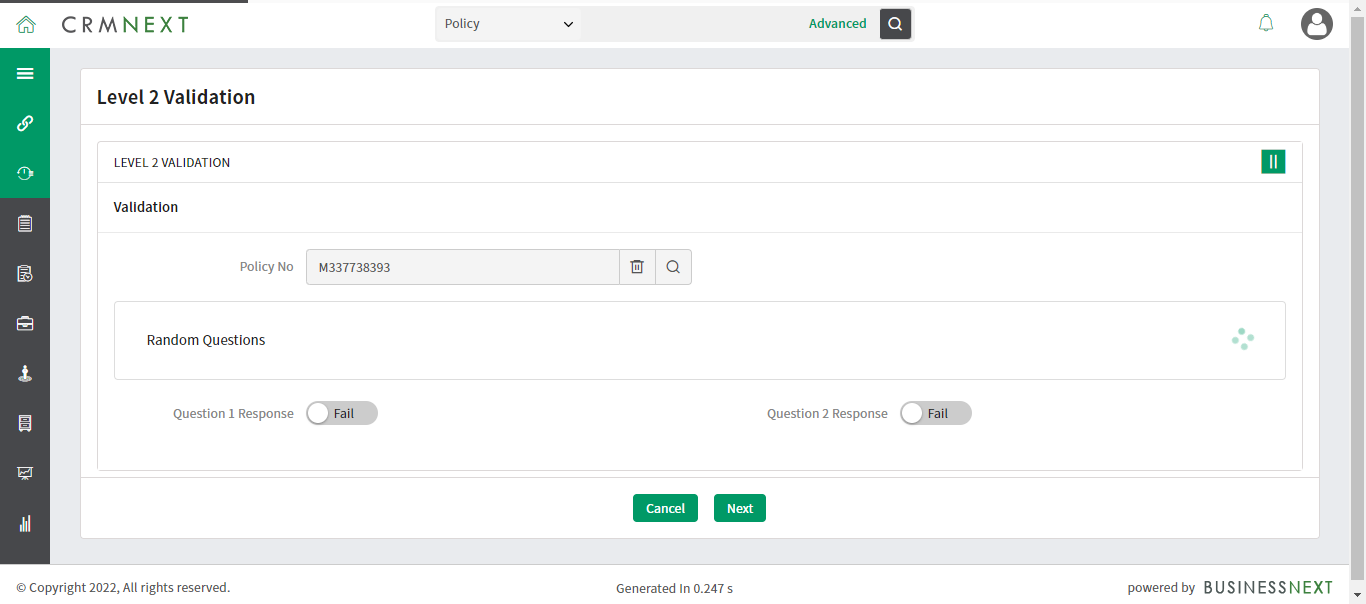 CRMNEXT
Policy
Advanced
Level 2 Validation
LEVEL 2 VALIDATION
Validation
Policy No
M337738393
Random Questions
Question 1 Response
Fail
Question 2 Response
Fail
Cancel
Next
© Copyright 2022, All rights reserved.
Generated In 0.247 s
powered by BUSINESSNEXT